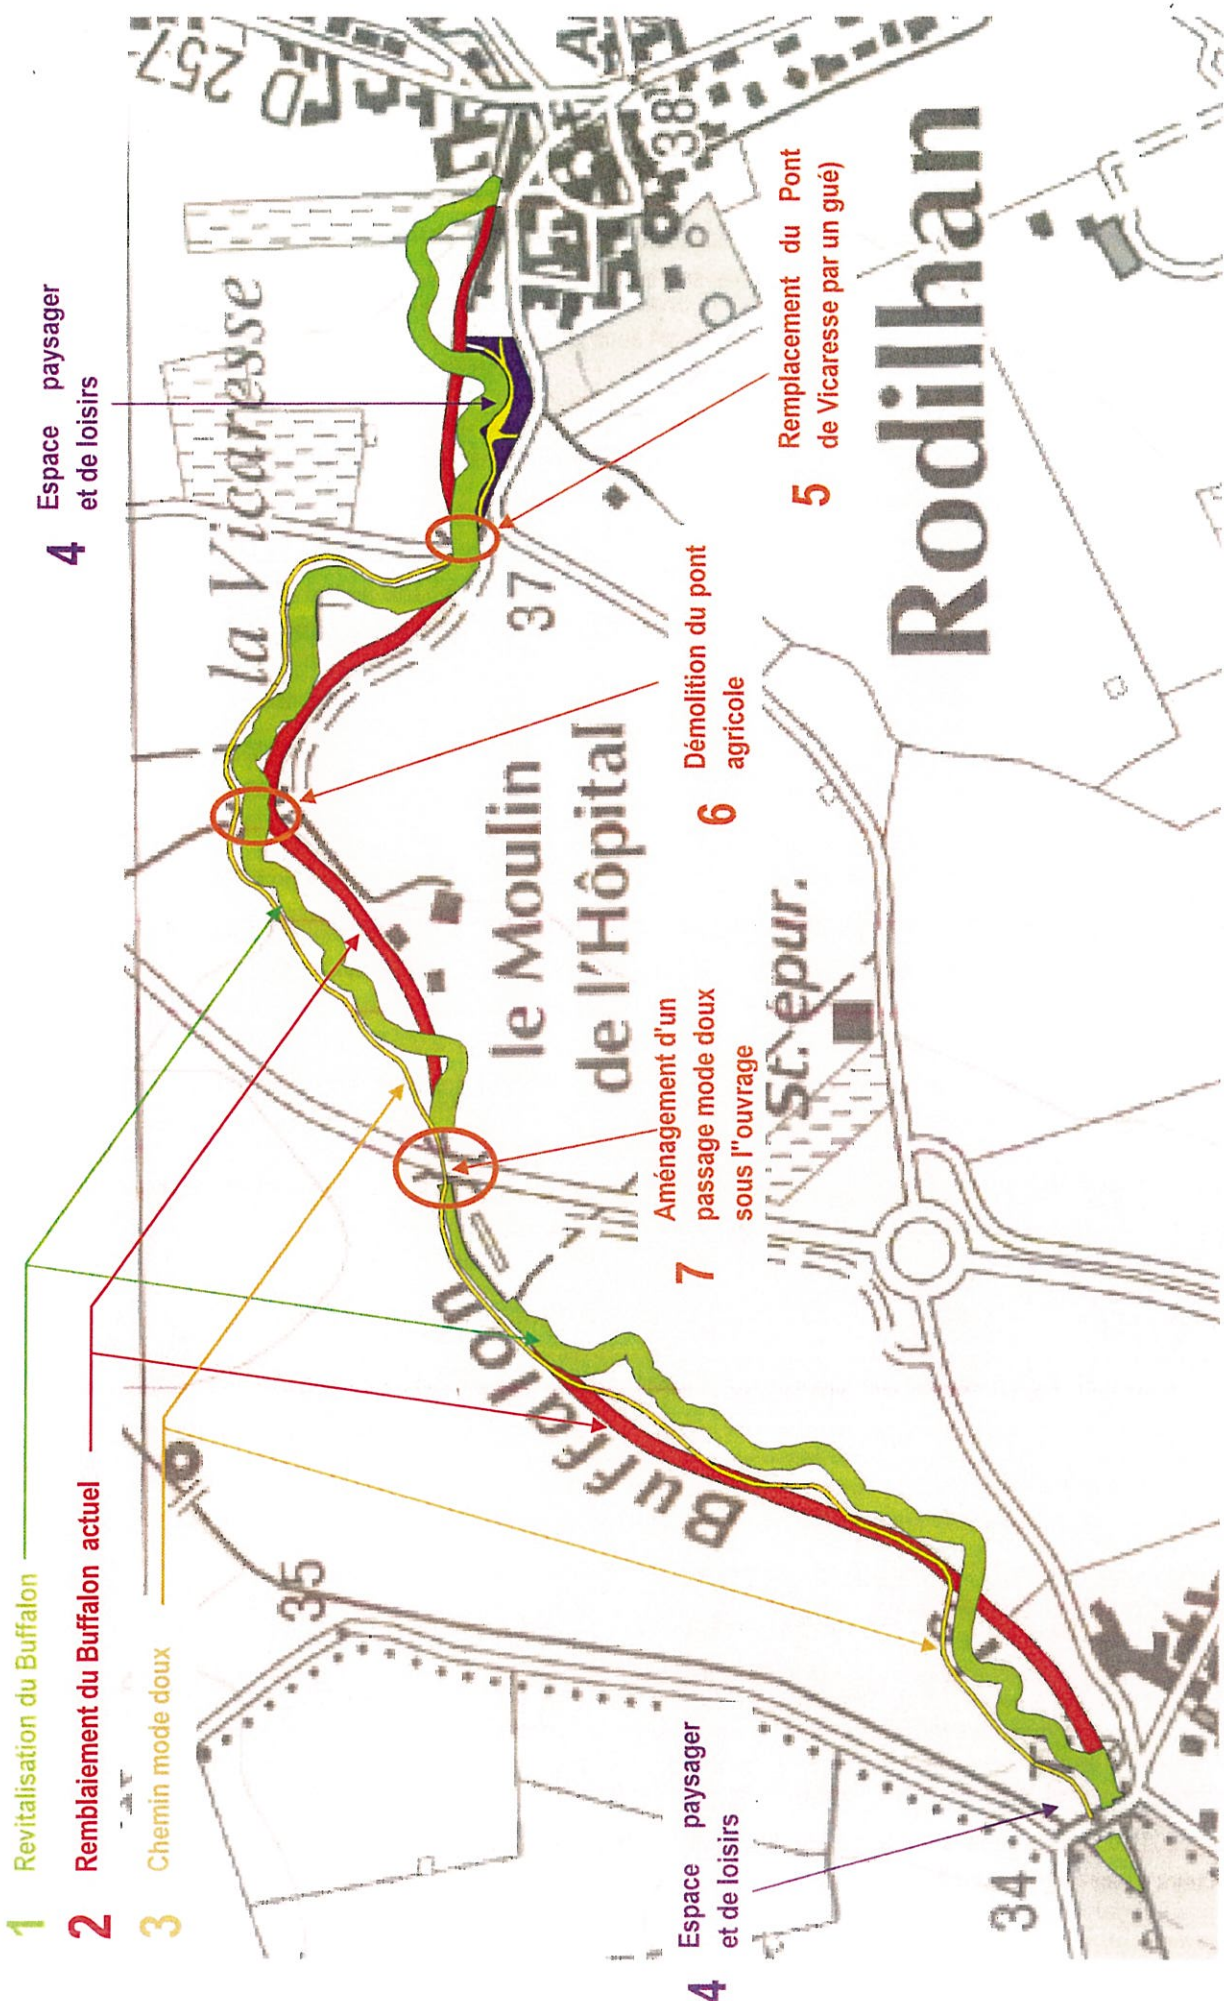 1 Revitalisation du Buffalon
2 Remblaiement du Buffalon actuel
3 Chemin mode doux
4 Espace paysager
et de loisirs
la Vicaresse
257
38
37
5 Remplacement du Pont
de Vicaresse par un gué)
6 Démolition du pont
agricole
le Moulin
de l'Hôpital
7 Aménagement d'un
passage mode doux
sous l''ouvrage
St. épur.
Rodilhan
Buffalon
35
34
4 Espace paysager
et de loisirs